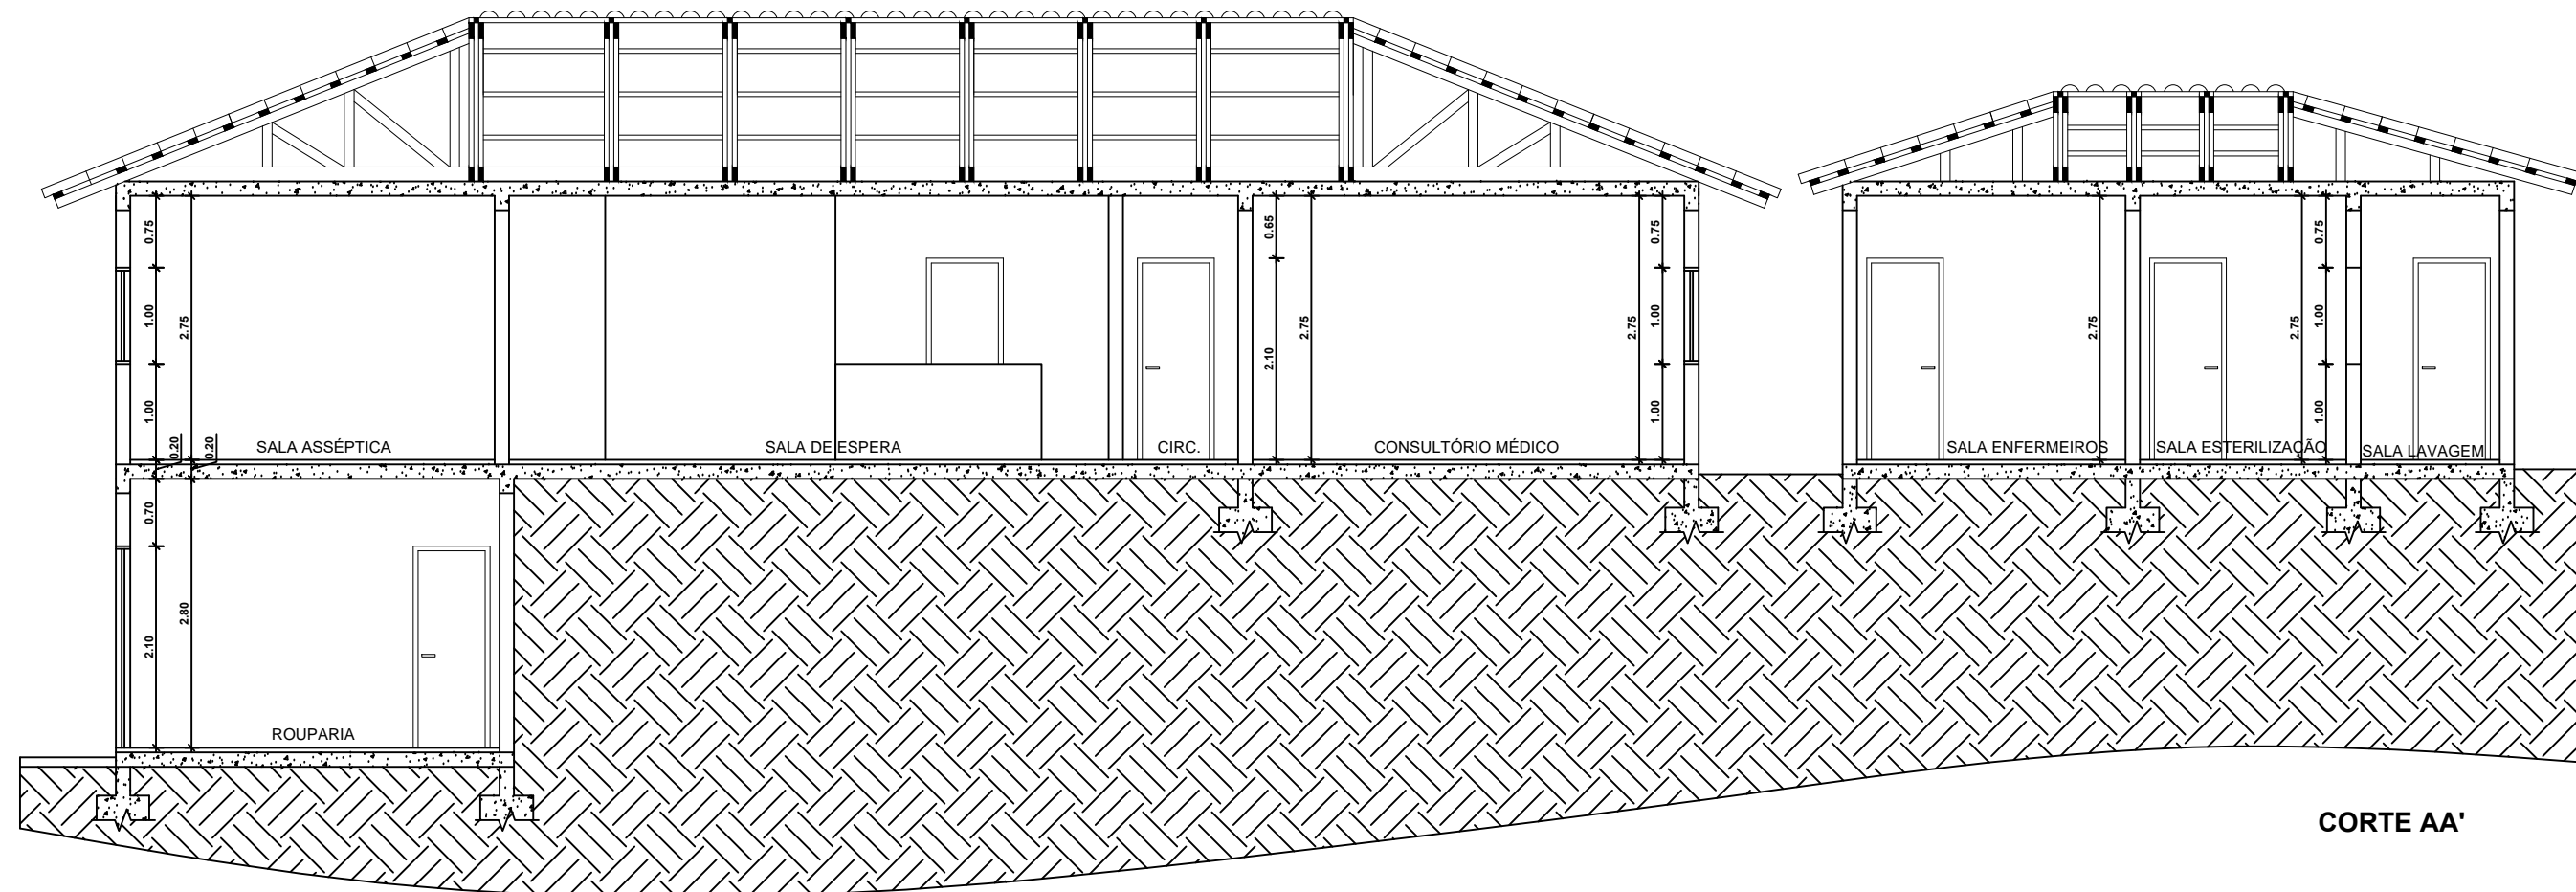 0.75
1.00
1.00
2.75
0.20
0.20
SALA ASSÉPTICA
SALA DE ESPERA
CIRC.
0.65
2.10
2.75
CONSULTÓRIO MÉDICO
2.75
0.75
1.00
1.00
2.75
SALA ENFERMEIROS
2.75
0.75
1.00
1.00
SALA ESTERILIZAÇÃO
SALA LAVAGEM
0.70
2.10
2.80
ROUPARIA
CORTE AA'